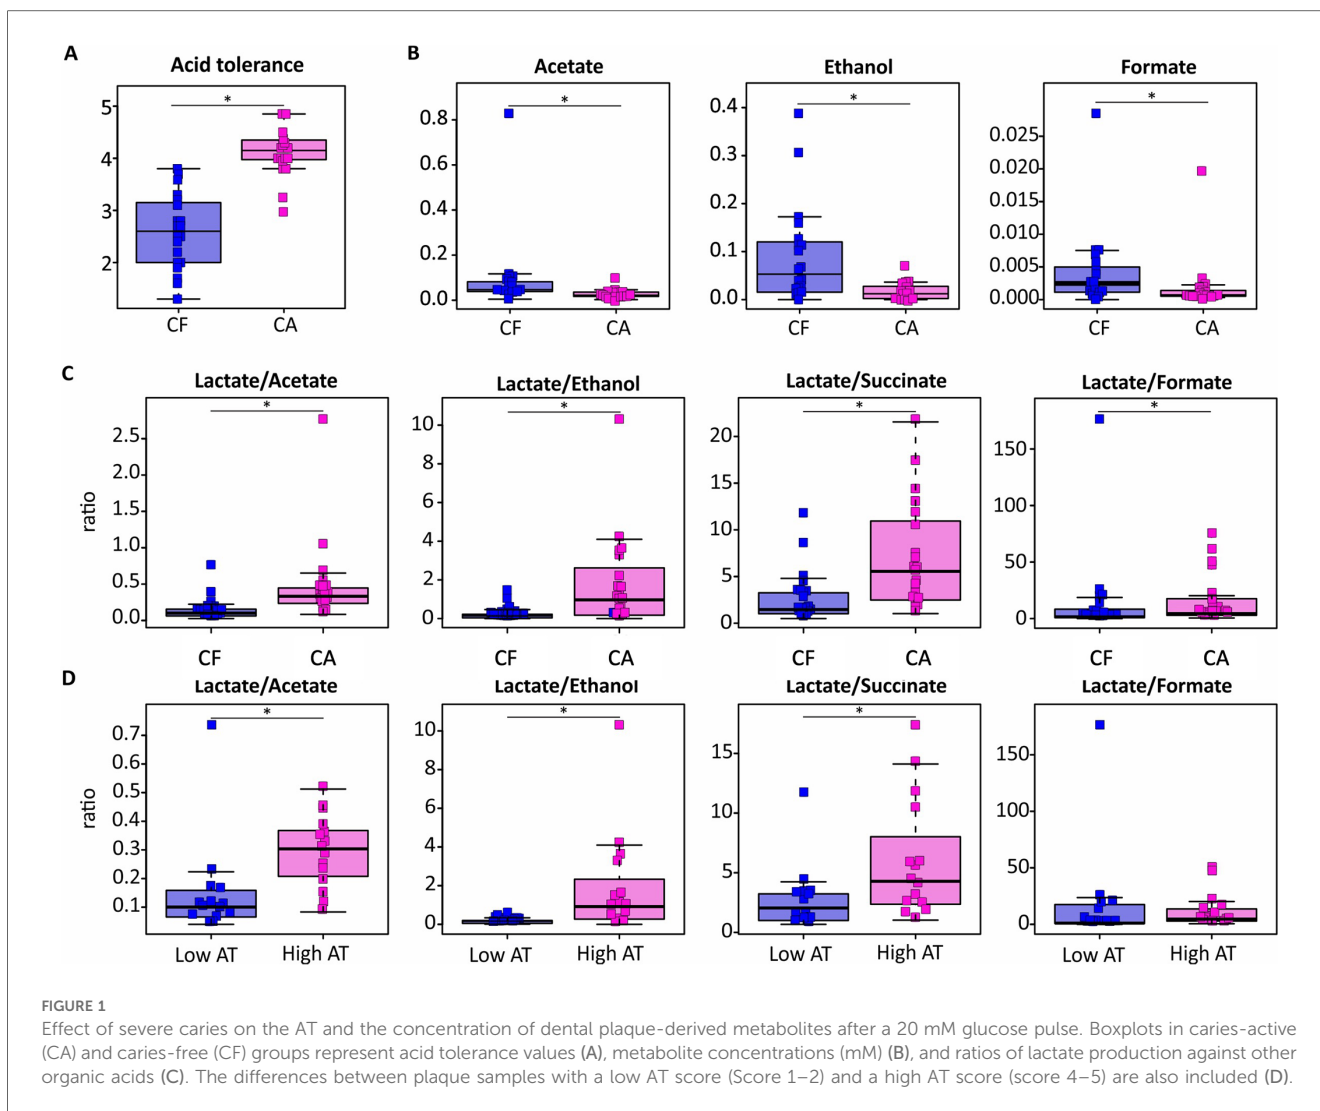 A
Acid tolerance
*
5
4
3
2
CF CA
B
Acetate
*
0.8
0.6
0.4
0.2
0.0
CF CA
Ethanol
*
0.4
0.3
0.2
0.1
0.0
CF CA
Formate
*
0.025
0.020
0.015
0.010
0.005
0.000
CF CA
C
Lactate/Acetate
*
2.5
2.0
1.5
1.0
0.5
0.0
ratio
CF CA
Lactate/Ethanol
*
10
8
6
4
2
0
CF CA
Lactate/Succinate
*
20
15
10
5
0
CF CA
Lactate/Formate
*
150
100
50
0
CF CA
D
Lactate/Acetate
*
0.7
0.6
0.5
0.4
0.3
0.2
0.1
ratio
Low AT High AT
Lactate/Ethanol
*
10
8
6
4
2
0
Low AT High AT
Lactate/Succinate
*
15
10
5
0
Low AT High AT
Lactate/Formate
150
100
50
0
Low AT High AT
FIGURE 1
Effect of severe caries on the AT and the concentration of dental plaque-derived metabolites after a 20 mM glucose pulse. Boxplots in caries-active
(CA) and caries-free (CF) groups represent acid tolerance values (A), metabolite concentrations (mM) (B), and ratios of lactate production against other
organic acids (C). The differences between plaque samples with a low AT score (Score 1–2) and a high AT score (score 4–5) are also included (D).